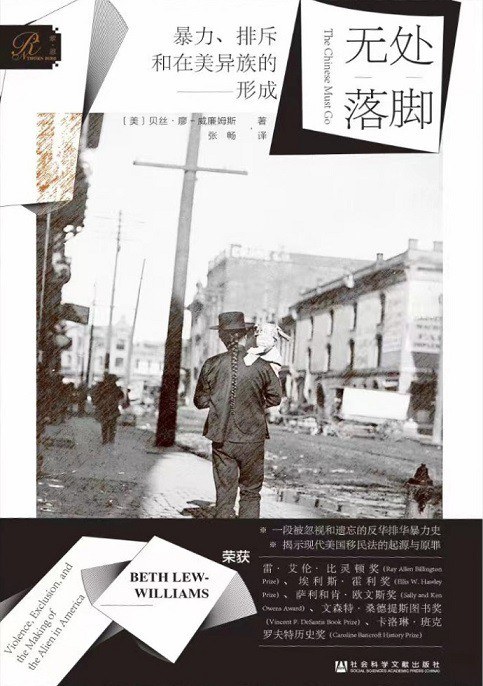 暴力、排斥
和在美异族的
——形成
[美]贝丝·廖-威廉姆斯 著
张畅 译
无处
落脚
The Chinese Must Go
※ 一段被忽视和遗忘的反华排华暴力史
※ 揭示现代美国移民法的起源与原罪
荣获
雷·艾伦·比灵顿奖(Ray Allen Billington
Prize)、埃利斯·霍利奖(Ellis W. Hawley
Prize)、萨利和肯·欧文斯奖(Sally and Ken
Owens Award)、文森特·桑德提斯图书奖
(Vincent P. DeSantis Book Prize)、卡洛琳·班克
罗夫特历史奖(Caroline Bancroft History Prize)
BETH LEW-
WILLIAMS
Violence, Exclusion, and
the Making of
the Alien in America
社会科学文献出版社
SOCIAL SCIENCES ACADEMIC PRESS (CHINA)